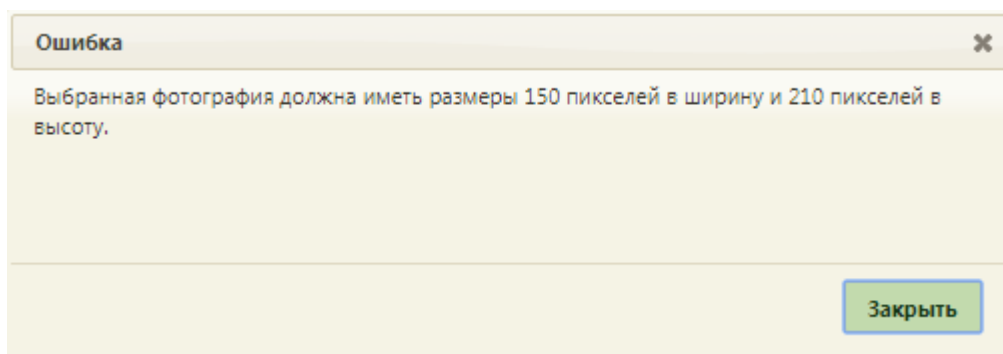 Ошибка
Выбранная фотография должна иметь размеры 150 пикселей в ширину и 210 пикселей в
высоту.
Закрыть